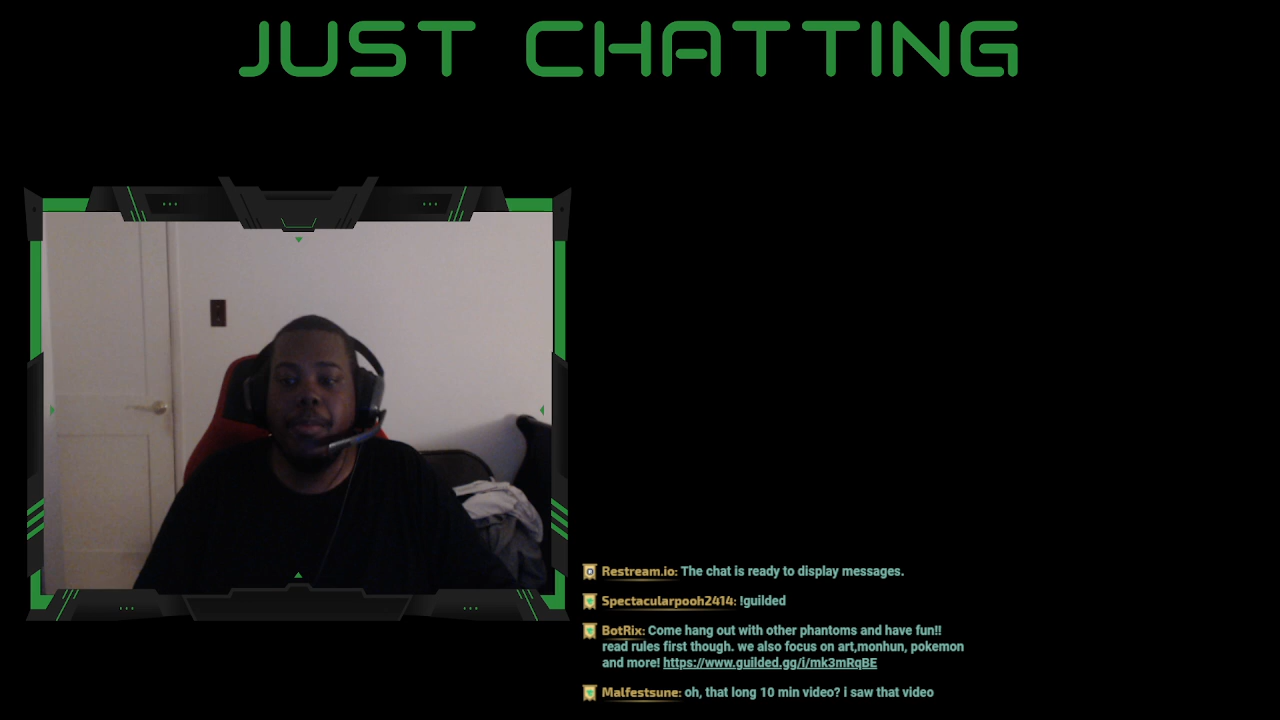 JUST CHATTING
Restream.io: The chat is ready to display messages.
Spectacularpooh2414: !guilded
BotRix: Come hang out with other phantoms and have fun!!
read rules first though. we also focus on art,monhun, pokemon
and more! https://www.guilded.gg/i/mk3mRqBE
Malfestsune: oh, that long 10 min video? i saw that video